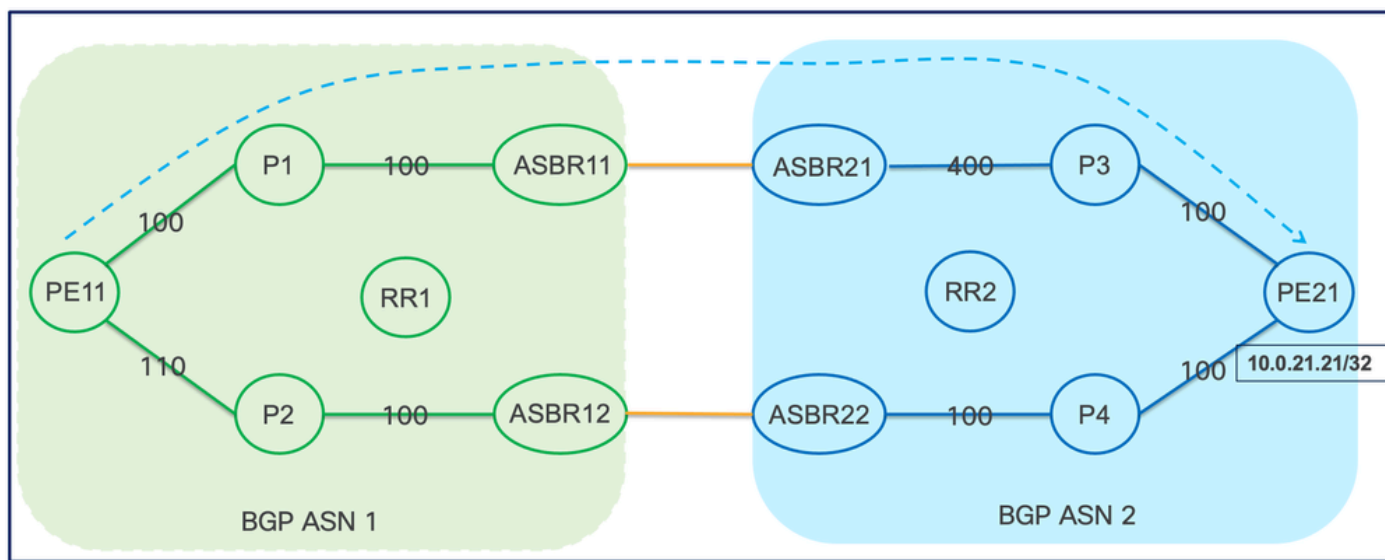 P1
100
ASBR11
ASBR21
400
P3
100
100
PE11
RR1
RR2
PE21
110
100
10.0.21.21/32
P2
100
ASBR12
ASBR22
100
P4
BGP ASN 1
BGP ASN 2